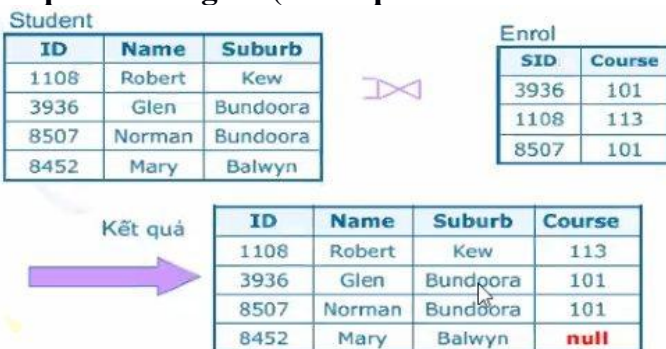 Student
ID Name Suburb
1108 Robert Kew
3936 Glen Bundoora
8507 Norman Bundoora
8452 Mary Balwyn
Enrol
SID Course
3936 101
1108 113
8507 101
Kết quả
ID Name Suburb Course
1108 Robert Kew 113
3936 Glen Bundoora 101
8507 Norman Bundoora 101
8452 Mary Balwyn null